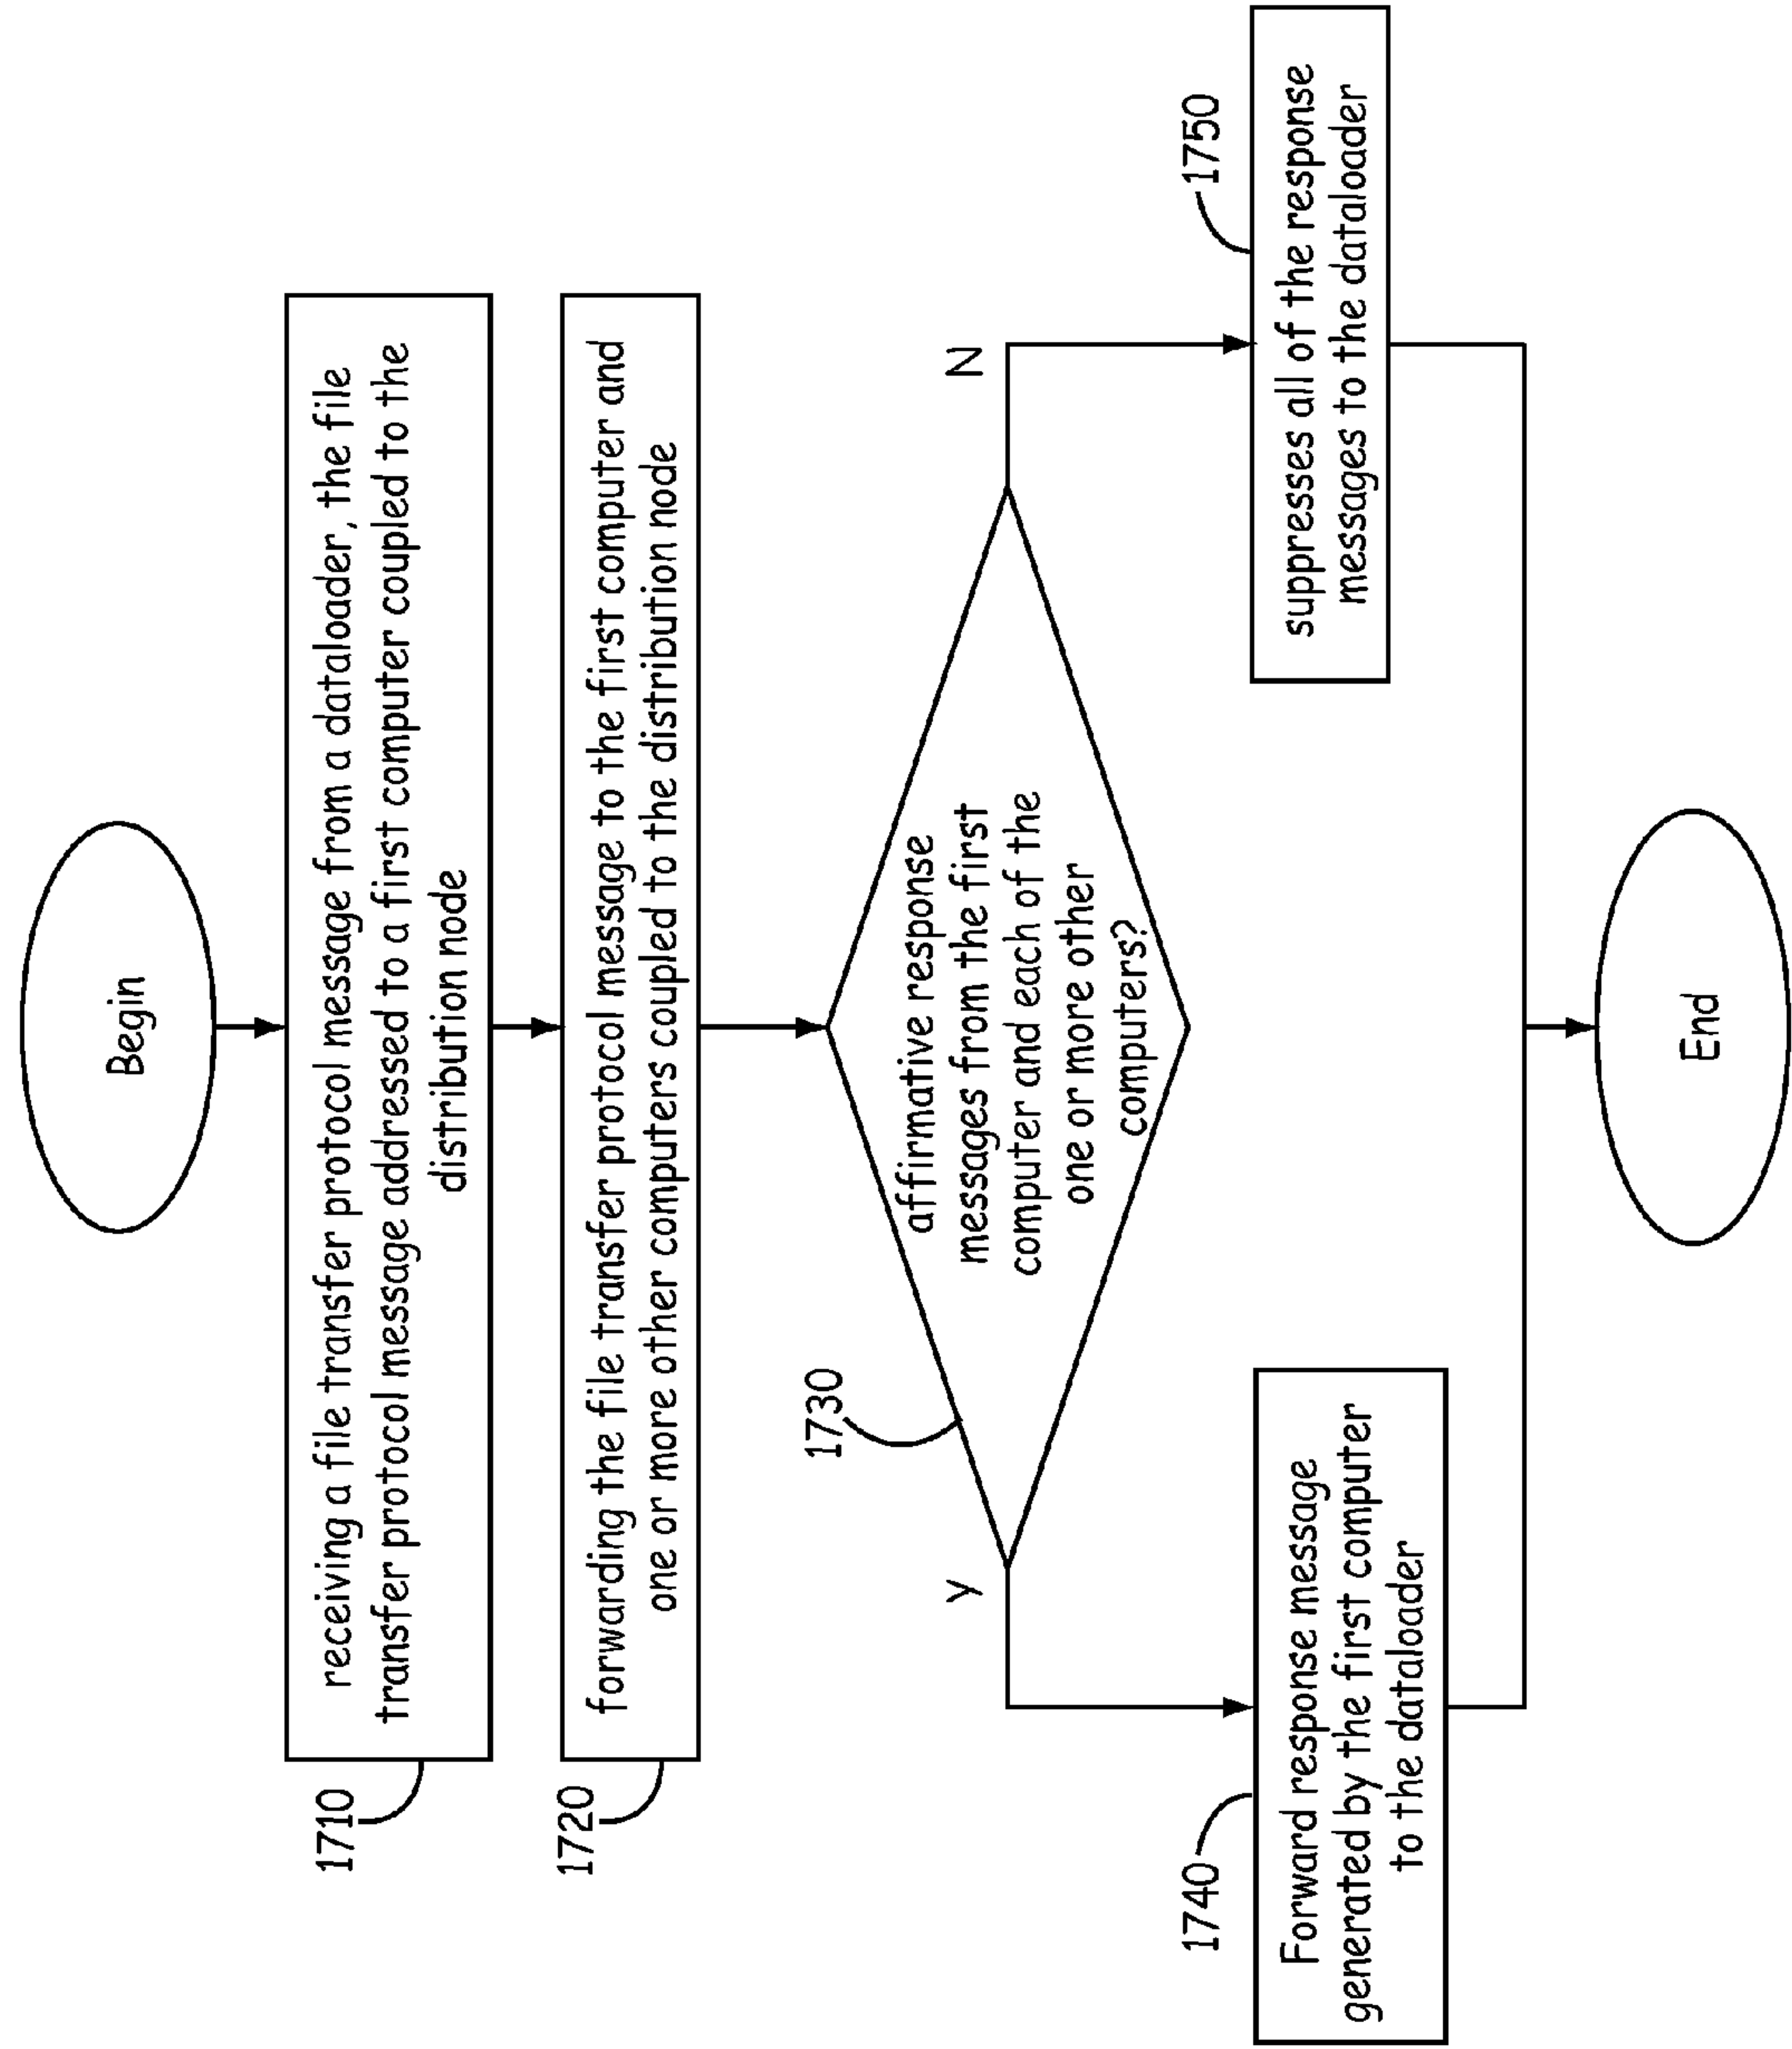 Begin
1710
receiving a file transfer protocol message from a dataloader, the file
transfer protocol message addressed to a first computer coupled to the
distribution node
1720
forwarding the file transfer protocol message to the first computer and
one or more other computers coupled to the distribution node
1730
affirmative response
messages from the first
computer and each of the
one or more other
computers?
Y
N
1740
Forward response message
generated by the first computer
to the dataloader
1750
suppresses all of the response
messages to the dataloader
End